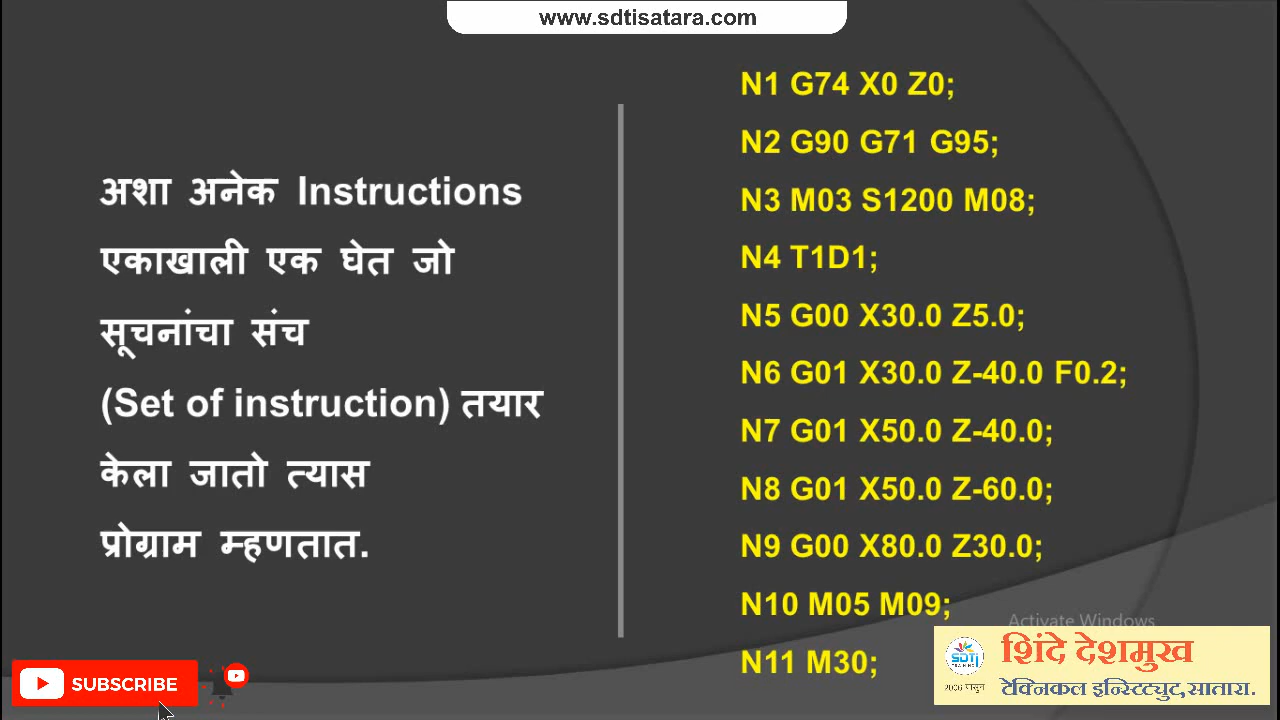 www.sdtisatara.com
अशा अनेक Instructions
एकाखाली एक घेत जो
सूचनांचा संच
(Set of instruction) तयार
केला जातो त्यास
प्रोग्राम म्हणतात.
N1 G74 X0 Z0;
N2 G90 G71 G95;
N3 M03 S1200 M08;
N4 T1D1;
N5 G00 X30.0 Z5.0;
N6 G01 X30.0 Z-40.0 F0.2;
N7 G01 X50.0 Z-40.0;
N8 G01 X50.0 Z-60.0;
N9 G00 X80.0 Z30.0;
N10 M05 M09;
N11 M30;
Activate Windows
SUBSCRIBE
SDTI
TRAINING
2006 पासुन
शिंदे देशमुख
टेक्निकल इन्स्टिट्युट,सातारा.